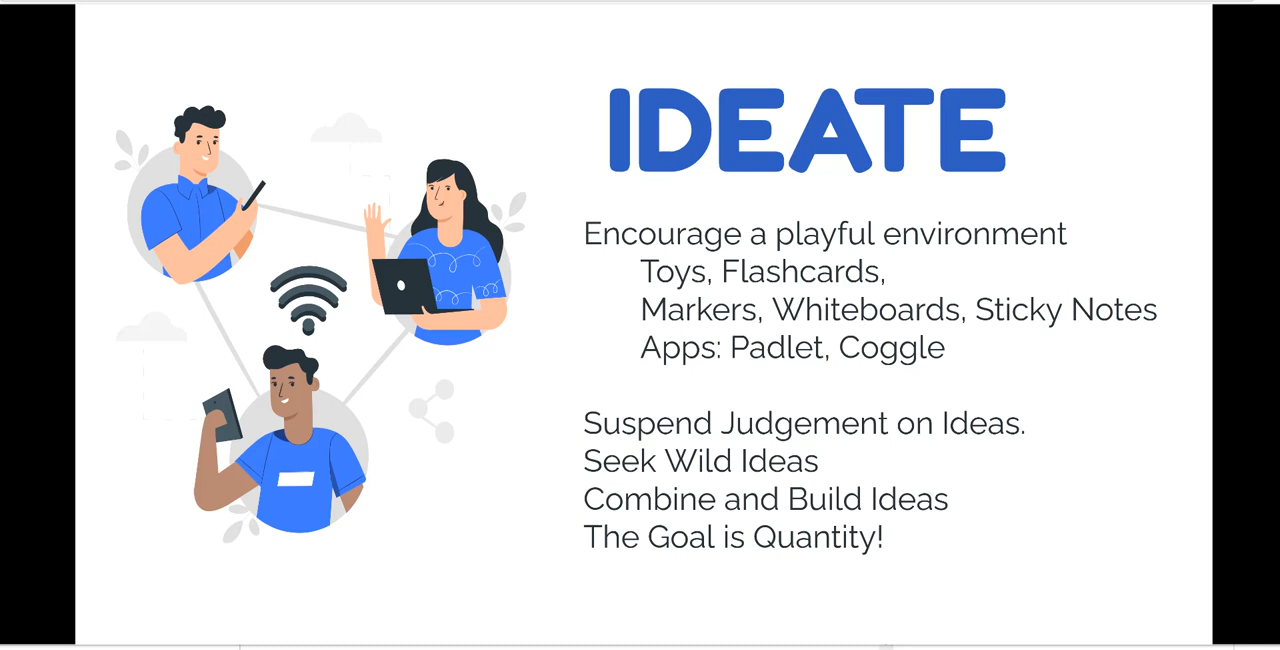 IDEATE
Encourage a playful environment
Toys, Flashcards,
Markers, Whiteboards, Sticky Notes
Apps: Padlet, Coggle
Suspend Judgement on Ideas.
Seek Wild Ideas
Combine and Build Ideas
The Goal is Quantity!